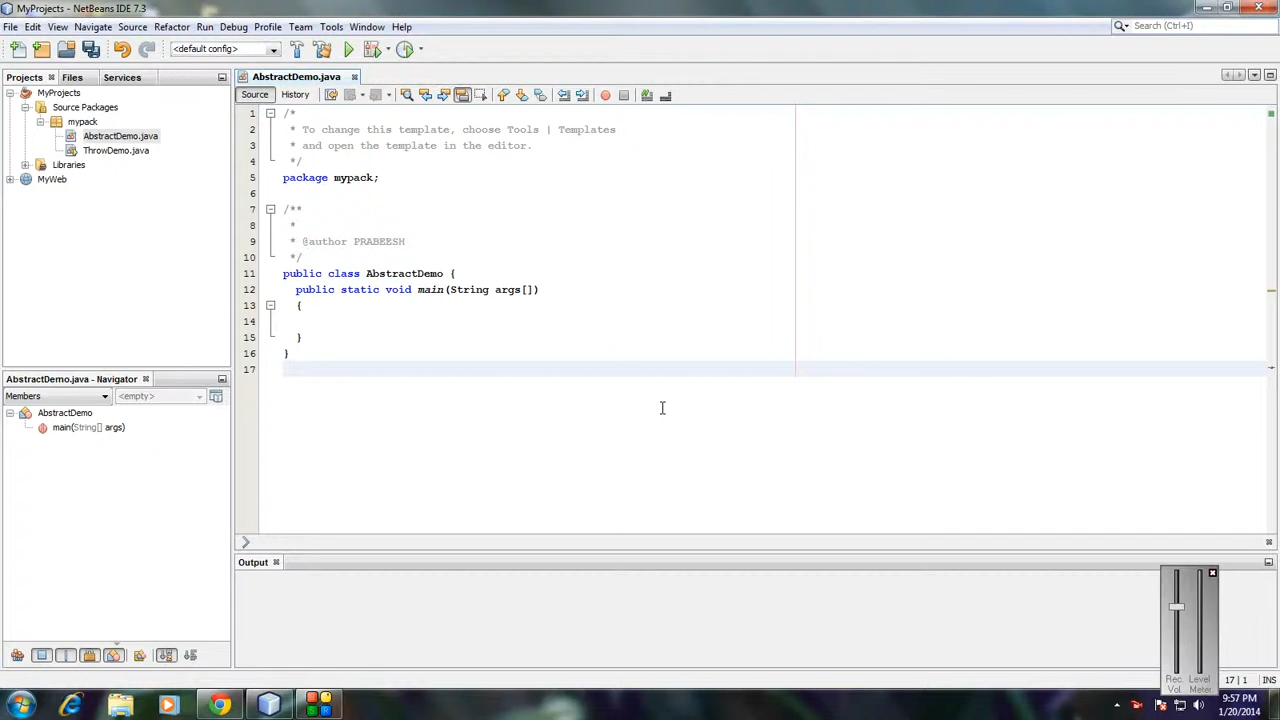 MyProjects - NetBeans IDE 7.3
File Edit View Navigate Source Refactor Run Debug Profile Team Tools Window Help
Search (Ctrl+I)
<default config>
Projects Files Services
MyProjects
Source Packages
mypack
AbstractDemo.java
ThrowDemo.java
Libraries
MyWeb
AbstractDemo.java
Source History
1 /*
2 * To change this template, choose Tools | Templates
3 * and open the template in the editor.
4 */
5 package mypack;
6
7 /**
8 *
9 * @author PRABEESH
10 */
11 public class AbstractDemo {
12 public static void main(String args[])
13 {
14
15 }
16 }
17
AbstractDemo.java - Navigator
Members <empty>
AbstractDemo
main(String[] args)
Output
Rec. Level
Vol Meter
17 | 1 INS
9:57 PM
1/20/2014